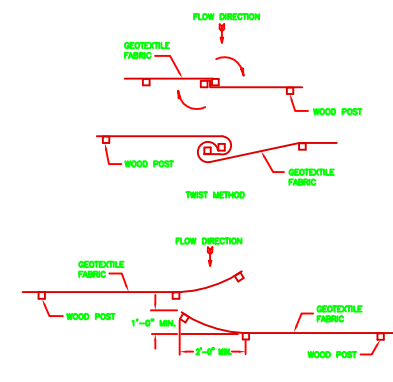 FLOW DIRECTION
GEOTEXTILE
FABRIC
WOOD POST
WOOD POST
GEOTEXTILE
FABRIC
TWIST METHOD
FLOW DIRECTION
GEOTEXTILE
FABRIC
WOOD POST
1'-0" MIN.
GEOTEXTILE
FABRIC
2'-0" MIN.
WOOD POST